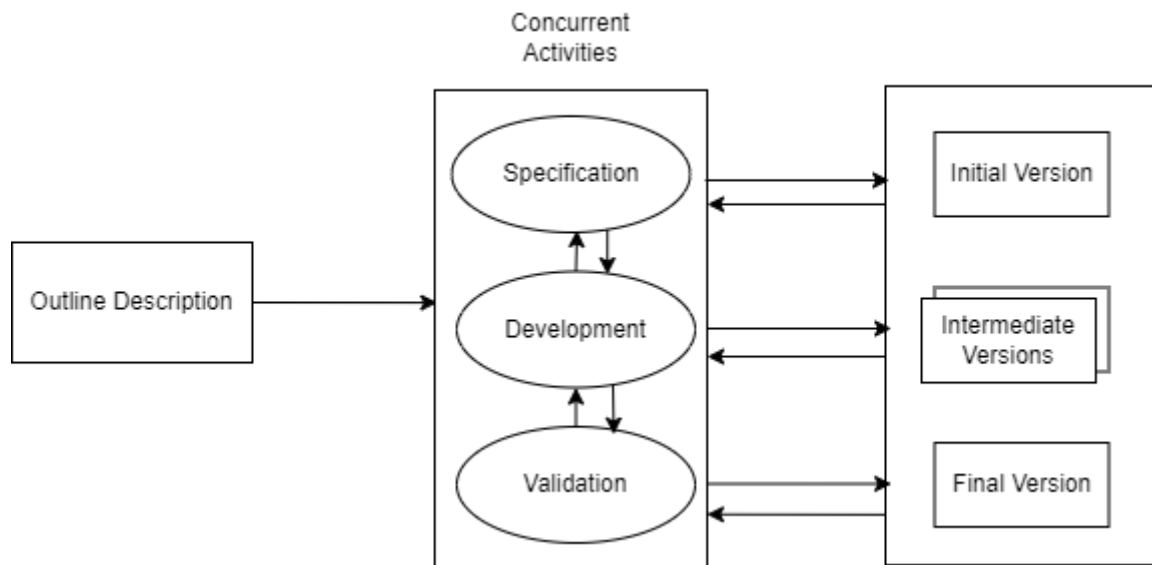 Concurrent
Activities
Specification
Initial Version
Outline Description
Development
Intermediate
Versions
Validation
Final Version